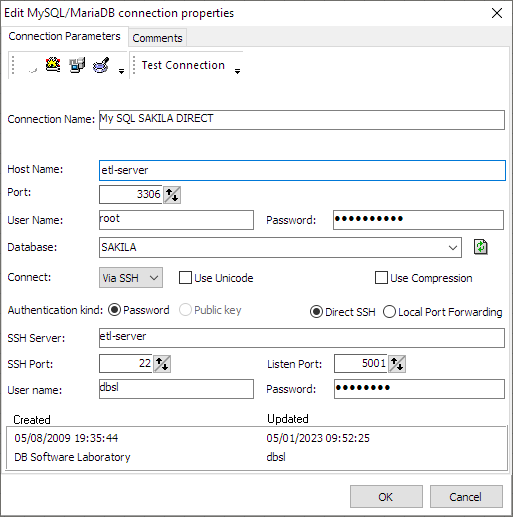 Edit MySQL/MariaDB connection properties
Connection Parameters Comments
Test Connection
Connection Name: My SQL SAKILA DIRECT
Host Name: etl-server
Port: 3306
User Name: root Password: ●●●●●●●●●●
Database: SAKILA
Connect: Via SSH Use Unicode Use Compression
Authentication kind: Password Public key Direct SSH Local Port Forwarding
SSH Server: etl-server
SSH Port: 22 Listen Port: 5001
User name: dbsl Password: ●●●●●●●●
Created Updated
05/08/2009 19:35:44 05/01/2023 09:52:25
DB Software Laboratory dbsl
OK Cancel